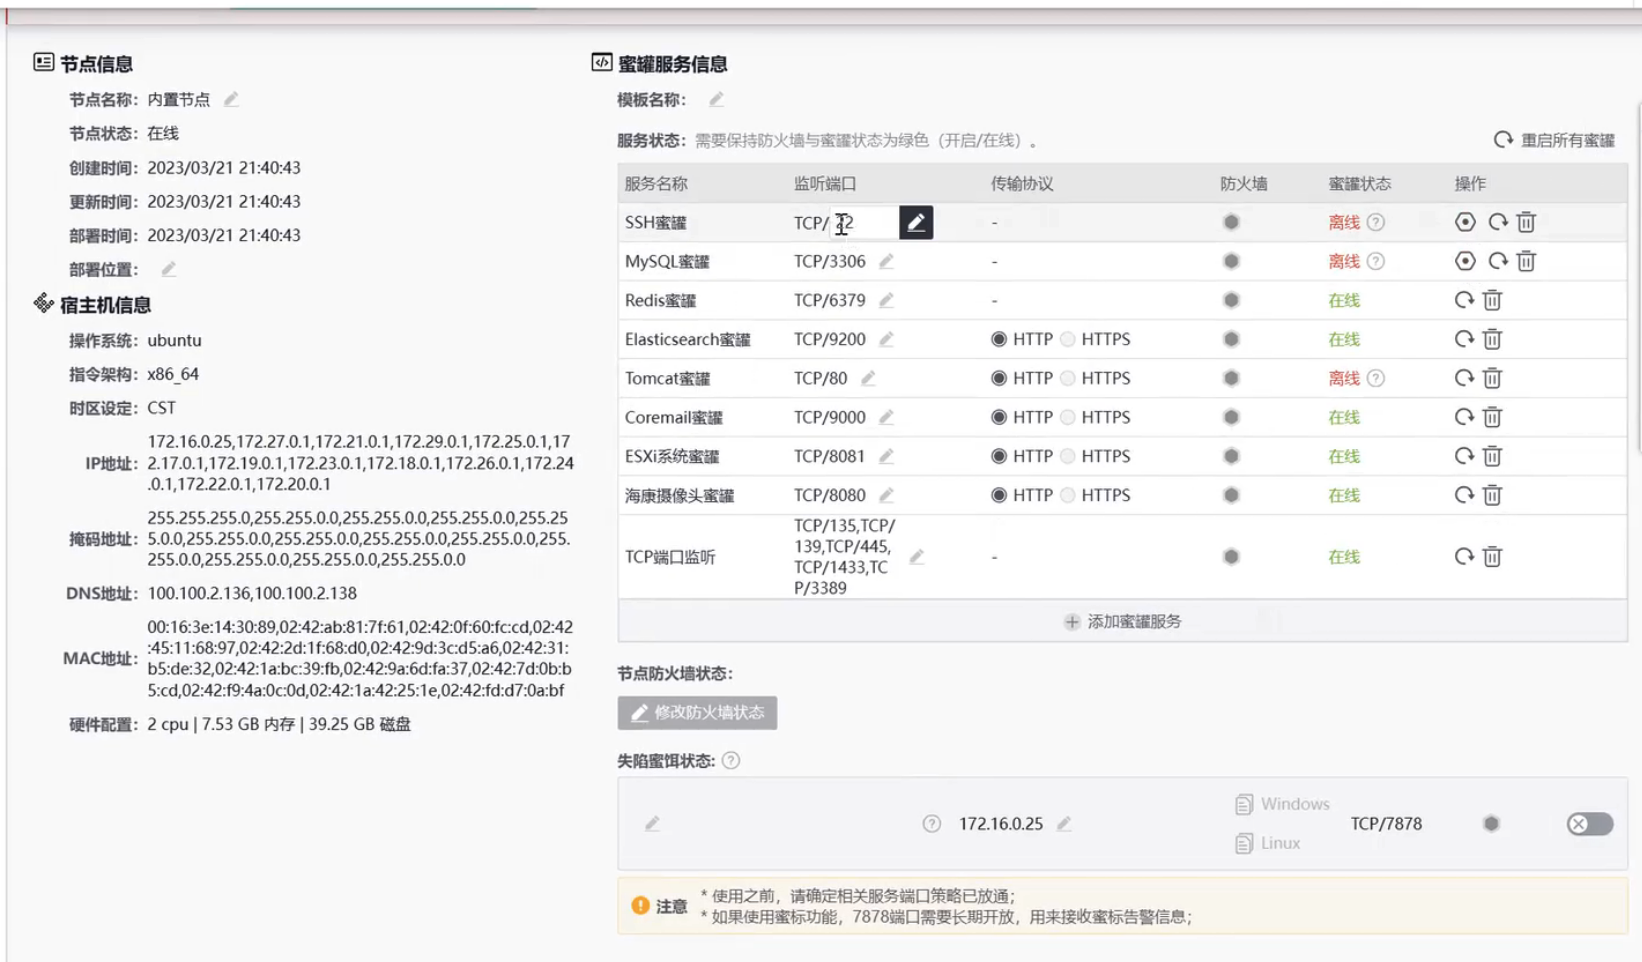 节点信息
节点名称：内置节点
节点状态：在线
创建时间：2023/03/21 21:40:43
更新时间：2023/03/21 21:40:43
部署时间：2023/03/21 21:40:43
部署位置：
宿主机信息
操作系统：ubuntu
指令架构：x86_64
时区设定：CST
IP地址：172.16.0.25,172.27.0.1,172.21.0.1,172.29.0.1,172.25.0.1,17
2.17.0.1,172.19.0.1,172.23.0.1,172.18.0.1,172.26.0.1,172.24
.0.1,172.22.0.1,172.20.0.1
掩码地址：255.255.255.0,255.255.0.0,255.255.0.0,255.255.0.0,255.25
5.0.0,255.255.0.0,255.255.0.0,255.255.0.0,255.255.0.0,255.
255.0.0,255.255.0.0,255.255.0.0,255.255.0.0
DNS地址：100.100.2.136,100.100.2.138
MAC地址：00:16:3e:14:30:89,02:42:ab:81:7f:61,02:42:0f:60:fc:cd,02:42
:45:11:68:97,02:42:2d:1f:68:d0,02:42:9d:3c:d5:a6,02:42:31:
b5:de:32,02:42:1a:bc:39:fb,02:42:9a:6d:fa:37,02:42:7d:0b:b
5:cd,02:42:f9:4a:0c:0d,02:42:1a:42:25:1e,02:42:fd:d7:0a:bf
硬件配置：2 cpu | 7.53 GB 内存 | 39.25 GB 磁盘
蜜罐服务信息
模板名称：
服务状态：需要保持防火墙与蜜罐状态为绿色（开启/在线）。 重启所有蜜罐
服务名称 监听端口 传输协议 防火墙 蜜罐状态 操作
SSH蜜罐 TCP/ 2 - 离线
MySQL蜜罐 TCP/3306 - 离线
Redis蜜罐 TCP/6379 - 在线
Elasticsearch蜜罐 TCP/9200 HTTP HTTPS 在线
Tomcat蜜罐 TCP/80 HTTP HTTPS 离线
Coremail蜜罐 TCP/9000 HTTP HTTPS 在线
ESXi系统蜜罐 TCP/8081 HTTP HTTPS 在线
海康摄像头蜜罐 TCP/8080 HTTP HTTPS 在线
TCP端口监听 TCP/135,TCP/
139,TCP/445,
TCP/1433,TC
P/3389 - 在线
添加蜜罐服务
节点防火墙状态：
修改防火墙状态
失陷蜜饵状态：
172.16.0.25 Windows TCP/7878
Linux
注意 * 使用之前，请确定相关服务端口策略已放通；
* 如果使用蜜标功能，7878端口需要长期开放，用来接收蜜标告警信息；